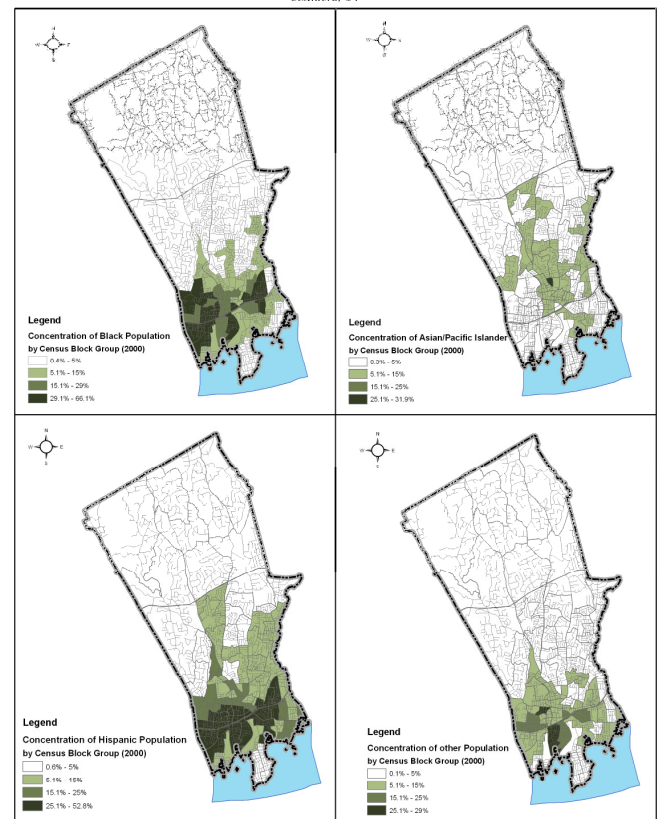 N
W E
S
Legend
Concentration of Black Population
by Census Block Group (2000)
0.4% - 5%
5.1% - 15%
15.1% - 29%
29.1% - 66.1%
Legend
Concentration of Asian/Pacific Islander
by Census Block Group (2000)
5.1% - 15%
15.1% - 25%
25.1% - 31.9%
N
W E
S
Legend
Concentration of Hispanic Population
by Census Block Group (2000)
0.6% - 5%
5.1% - 15%
15.1% - 25%
25.1% - 52.8%
N
W E
S
Legend
Concentration of other Population
by Census Block Group (2000)
0.1% - 5%
5.1% - 15%
15.1% - 25%
25.1% - 29%